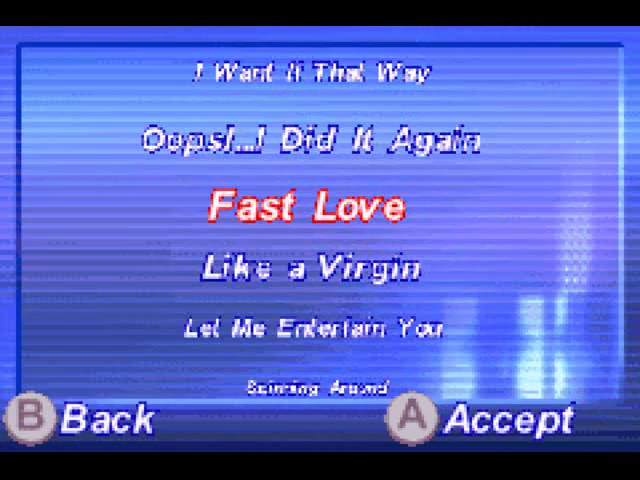 I Want It That Way
Oops!...I Did It Again
Fast Love
Like a Virgin
Let Me Entertain You
Spinning Around
B Back
A Accept